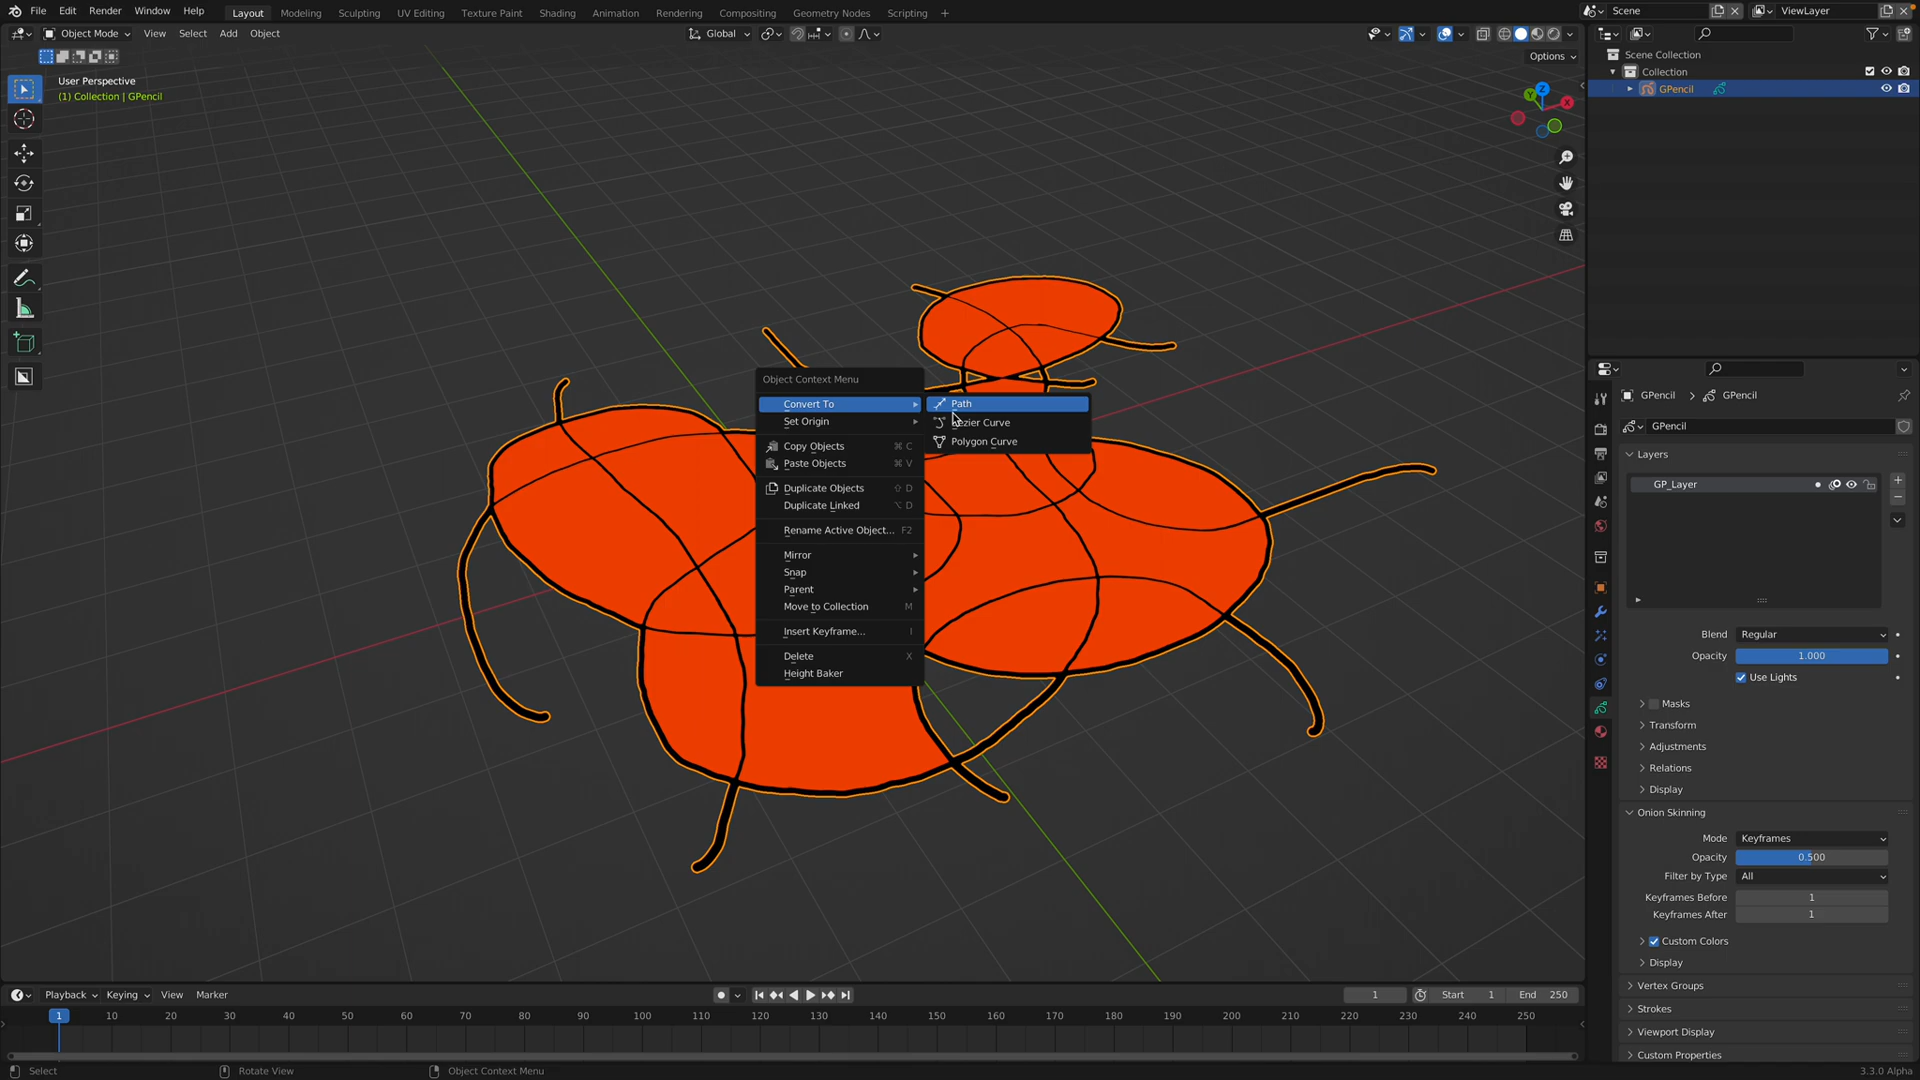 File Edit Render Window Help Layout Modeling Sculpting UV Editing Texture Paint Shading Animation Rendering Compositing Geometry Nodes Scripting + Scene ViewLayer
Object Mode View Select Add Object Global
Options
User Perspective
(1) Collection | GPencil
Scene Collection
Collection
GPencil
Z
Y
X
Object Context Menu
Convert To
Set Origin
Copy Objects ⌘ C
Paste Objects ⌘ V
Duplicate Objects ⇧ D
Duplicate Linked ⌥ D
Rename Active Object... F2
Mirror
Snap
Parent
Move to Collection M
Insert Keyframe... I
Delete X
Height Baker
Path
Polygon Curve
GPencil GPencil
GPencil
Layers
GP_Layer
Blend Regular
Opacity 1.000
Use Lights
Masks
Transform
Adjustments
Relations
Display
Onion Skinning
Mode Keyframes
Opacity 0.500
Filter by Type All
Keyframes Before 1
Keyframes After 1
Custom Colors
Display
Vertex Groups
Strokes
Viewport Display
Custom Properties
Playback Keying View Marker 1 Start 1 End 250
1 10 20 30 40 50 60 70 80 90 100 110 120 130 140 150 160 170 180 190 200 210 220 230 240 250
Select Rotate View Object Context Menu 3.3.0 Alpha